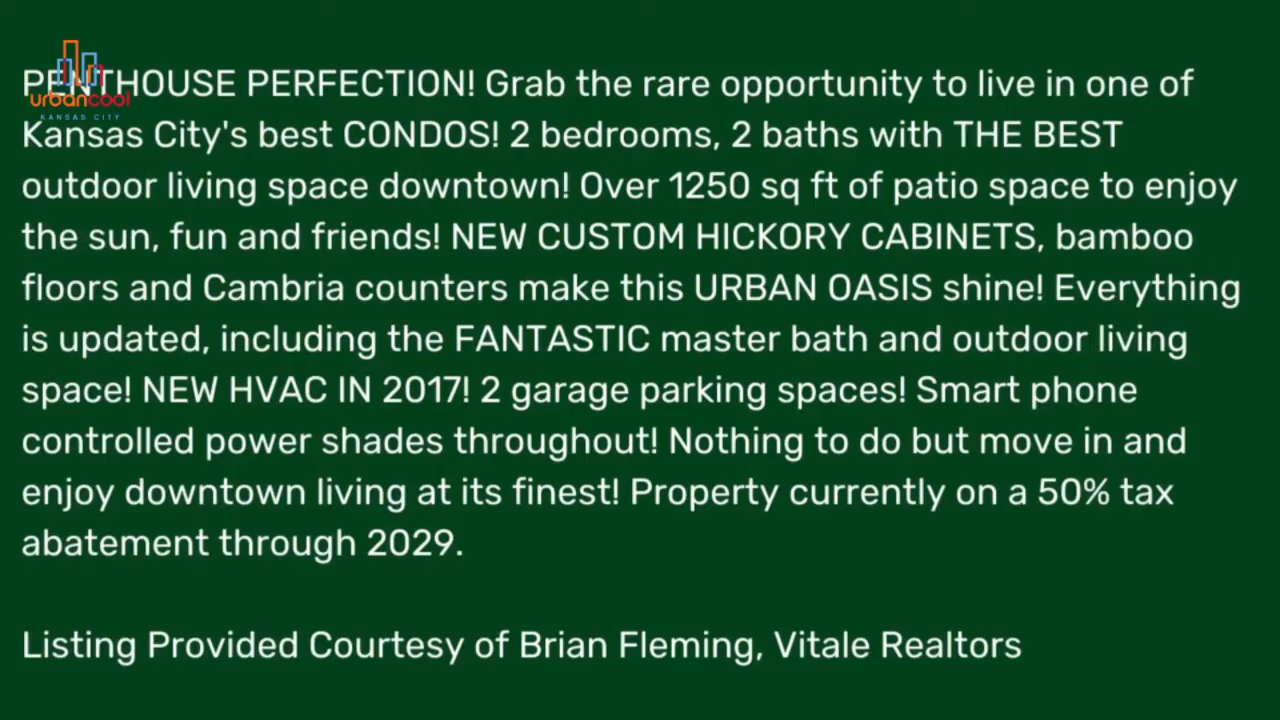 PENTHOUSE PERFECTION! Grab the rare opportunity to live in one of
urbancool
KANSAS CITY
Kansas City's best CONDOS! 2 bedrooms, 2 baths with THE BEST
outdoor living space downtown! Over 1250 sq ft of patio space to enjoy
the sun, fun and friends! NEW CUSTOM HICKORY CABINETS, bamboo
floors and Cambria counters make this URBAN OASIS shine! Everything
is updated, including the FANTASTIC master bath and outdoor living
space! NEW HVAC IN 2017! 2 garage parking spaces! Smart phone
controlled power shades throughout! Nothing to do but move in and
enjoy downtown living at its finest! Property currently on a 50% tax
abatement through 2029.
Listing Provided Courtesy of Brian Fleming, Vitale Realtors